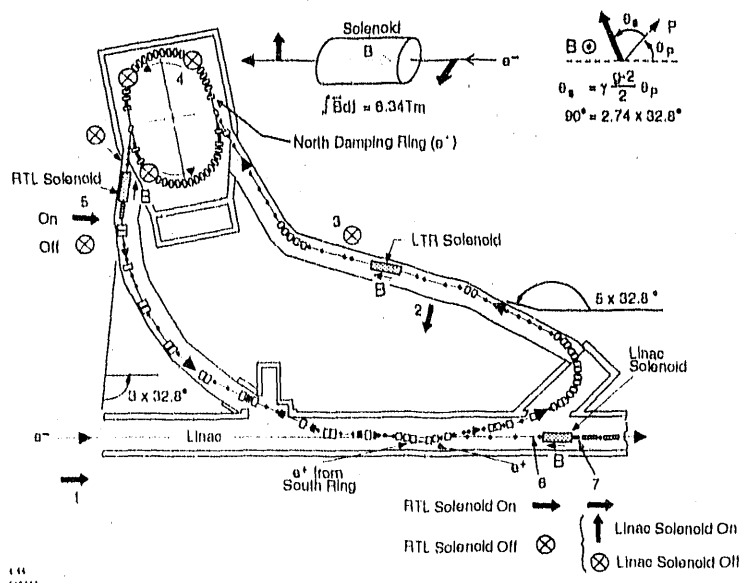 Solenoid
B
e⁻
∫B̄dl = 6.34Tm
B ⊙
θs
P
θp
θs = γ (g-2)/2 θp
90° = 2.74 x 32.8°
4
North Damping Ring (e⁻)
RTL Solenoid
5
On
Off
B
3
LTR Solenoid
B
2
5 x 32.8°
Linac
Solenoid
3 x 32.8°
e⁻
Linac
1
e⁺ from
South Ring
e⁺
6
B
7
RTL Solenoid On
RTL Solenoid Off
Linac Solenoid On
Linac Solenoid Off